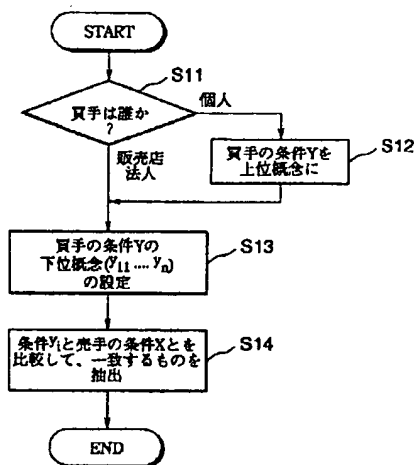 START
S11
買手は誰か
?
個人
販売店
法人
買手の条件Yを
上位概念に
S12
買手の条件Yの
下位概念(y11 .... yn)
の設定
S13
条件yiと売手の条件Xとを
比較して、一致するものを
抽出
S14
END